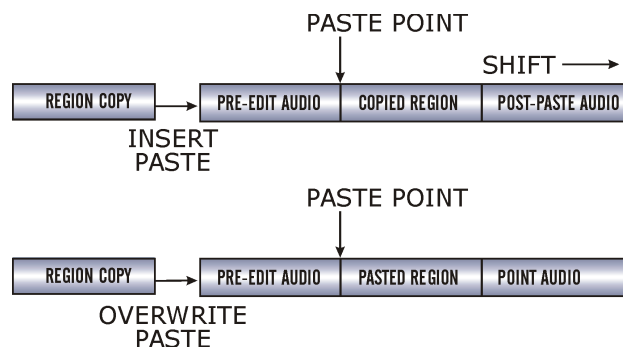 PASTE POINT
SHIFT
REGION COPY PRE-EDIT AUDIO COPIED REGION POST-PASTE AUDIO
INSERT
PASTE
PASTE POINT
REGION COPY PRE-EDIT AUDIO PASTED REGION POINT AUDIO
OVERWRITE
PASTE